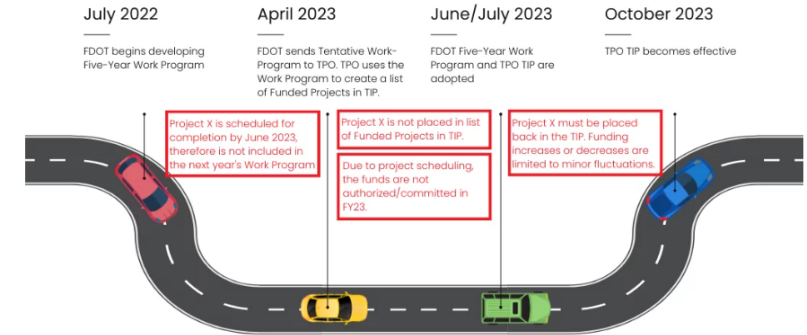 July 2022
FDOT begins developing
Five-Year Work Program
April 2023
FDOT sends Tentative Work-
Program to TPO. TPO uses the
Work Program to create a list
of Funded Projects in TIP.
June/July 2023
FDOT Five-Year Work
Program and TPO TIP are
adopted
October 2023
TPO TIP becomes effective
Project X is scheduled for
completion by June 2023,
therefore is not included in
the next year's Work Program
Project X is not placed in list
of Funded Projects in TIP.
Due to project scheduling,
the funds are not
authorized/committed in
FY23.
Project X must be placed
back in the TIP. Funding
increases or decreases are
limited to minor fluctuations.